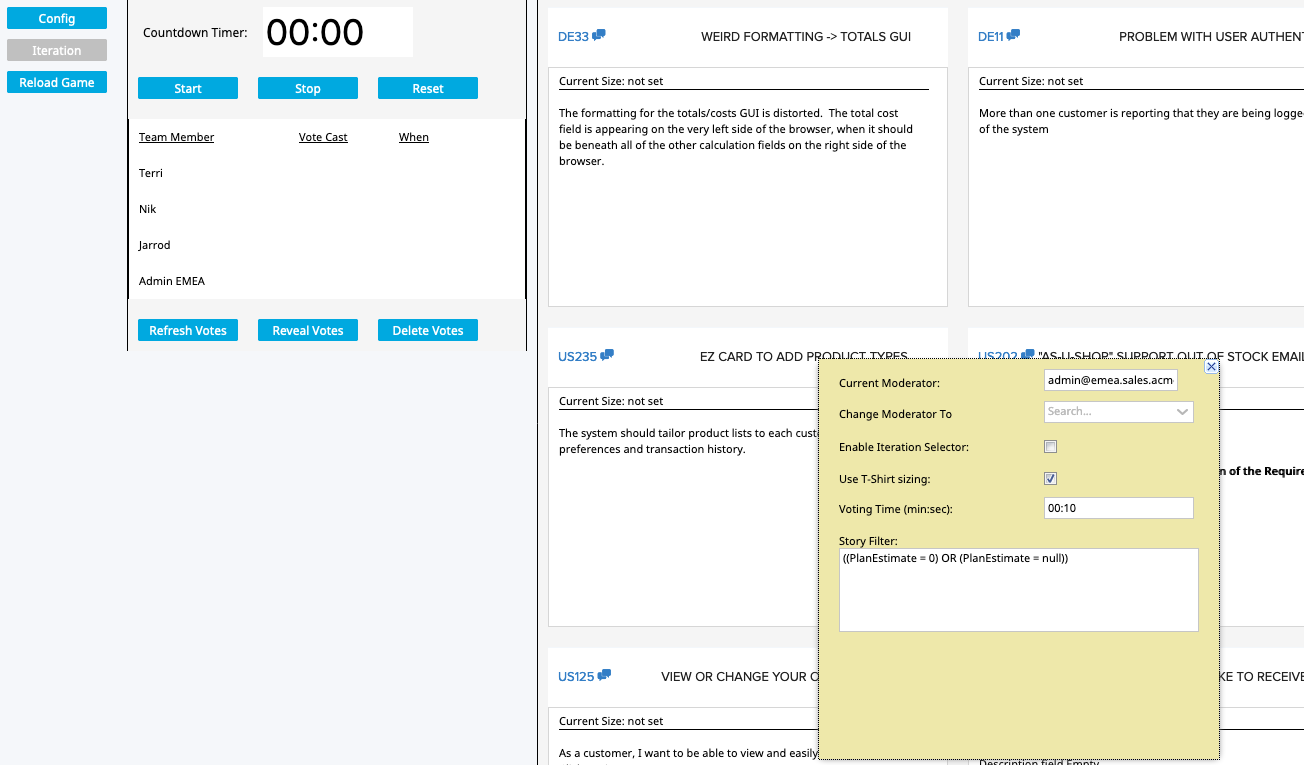 Config
Iteration
Reload Game
Countdown Timer:
00:00
Start Stop Reset
Team Member Vote Cast When
Terri
Nik
Jarrod
Admin EMEA
Refresh Votes Reveal Votes Delete Votes
DE33 WEIRD FORMATTING -> TOTALS GUI
Current Size: not set
The formatting for the totals/costs GUI is distorted. The total cost
field is appearing on the very left side of the browser, when it should
be beneath all of the other calculation fields on the right side of the
browser.
DE11 PROBLEM WITH USER AUTHENT
Current Size: not set
More than one customer is reporting that they are being logge
of the system
US235 EZ CARD TO ADD PRODUCT TYPES
Current Size: not set
The system should tailor product lists to each custo
preferences and transaction history.
US202 "AS-U-SHOP" SUPPORT OUT OF STOCK EMAIL
n of the Require
Current Moderator: admin@emea.sales.acm
Change Moderator To Search...
Enable Iteration Selector:
Use T-Shirt sizing:
Voting Time (min:sec): 00:10
Story Filter:
((PlanEstimate = 0) OR (PlanEstimate = null))
US125 VIEW OR CHANGE YOUR O
Current Size: not set
As a customer, I want to be able to view and easily
KE TO RECEIVE
Description field Empty